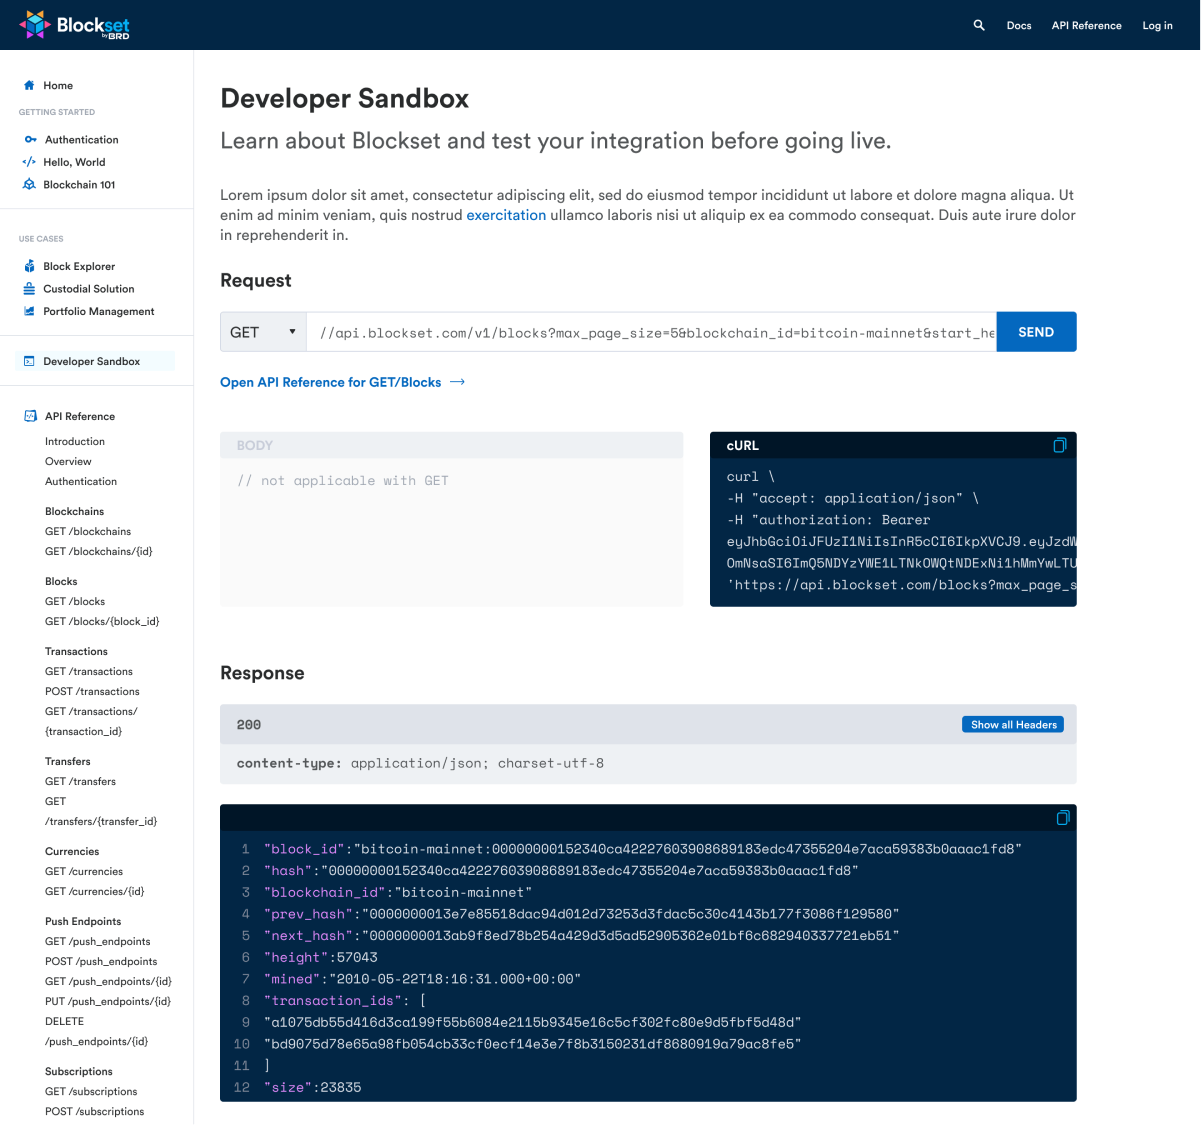 Blockset
by BRD
Docs
API Reference
Log in
Home
GETTING STARTED
Authentication
Hello, World
Blockchain 101
USE CASES
Block Explorer
Custodial Solution
Portfolio Management
Developer Sandbox
API Reference
Introduction
Overview
Authentication
Blockchains
GET /blockchains
GET /blockchains/{id}
Blocks
GET /blocks
GET /blocks/{block_id}
Transactions
GET /transactions
POST /transactions
GET /transactions/
{transaction_id}
Transfers
GET /transfers
GET
/transfers/{transfer_id}
Currencies
GET /currencies
GET /currencies/{id}
Push Endpoints
GET /push_endpoints
POST /push_endpoints
GET /push_endpoints/{id}
PUT /push_endpoints/{id}
DELETE
/push_endpoints/{id}
Subscriptions
GET /subscriptions
POST /subscriptions
Developer Sandbox
Learn about Blockset and test your integration before going live.
Lorem ipsum dolor sit amet, consectetur adipiscing elit, sed do eiusmod tempor incididunt ut labore et dolore magna aliqua. Ut
enim ad minim veniam, quis nostrud exercitation ullamco laboris nisi ut aliquip ex ea commodo consequat. Duis aute irure dolor
in reprehenderit in.
Request
GET
//api.blockset.com/v1/blocks?max_page_size=5&blockchain_id=bitcoin-mainnet&start_he
SEND
Open API Reference for GET/Blocks →
BODY
// not applicable with GET
cURL
curl \
-H "accept: application/json" \
-H "authorization: Bearer
eyJhbGciOiJFUzI1NiIsInR5cCI6IkpXVCJ9.eyJzdW
OmNsaSI6ImQ5NDYzYWE1LTNkOWQtNDExNi1hMmYwLTU
'https://api.blockset.com/blocks?max_page_s
Response
200
Show all Headers
content-type: application/json; charset-utf-8
1 "block_id":"bitcoin-mainnet:00000000152340ca42227603908689183edc47355204e7aca59383b0aaac1fd8"
2 "hash":"00000000152340ca42227603908689183edc47355204e7aca59383b0aaac1fd8"
3 "blockchain_id":"bitcoin-mainnet"
4 "prev_hash":"0000000013e7e85518dac94d012d73253d3fdac5c30c4143b177f3086f129580"
5 "next_hash":"0000000013ab9f8ed78b254a429d3d5ad52905362e01bf6c682940337721eb51"
6 "height":57043
7 "mined":"2010-05-22T18:16:31.000+00:00"
8 "transaction_ids": [
9 "a1075db55d416d3ca199f55b6084e2115b9345e16c5cf302fc80e9d5fbf5d48d"
10 "bd9075d78e65a98fb054cb33cf0ecf14e3e7f8b3150231df8680919a79ac8fe5"
11 ]
12 "size":23835